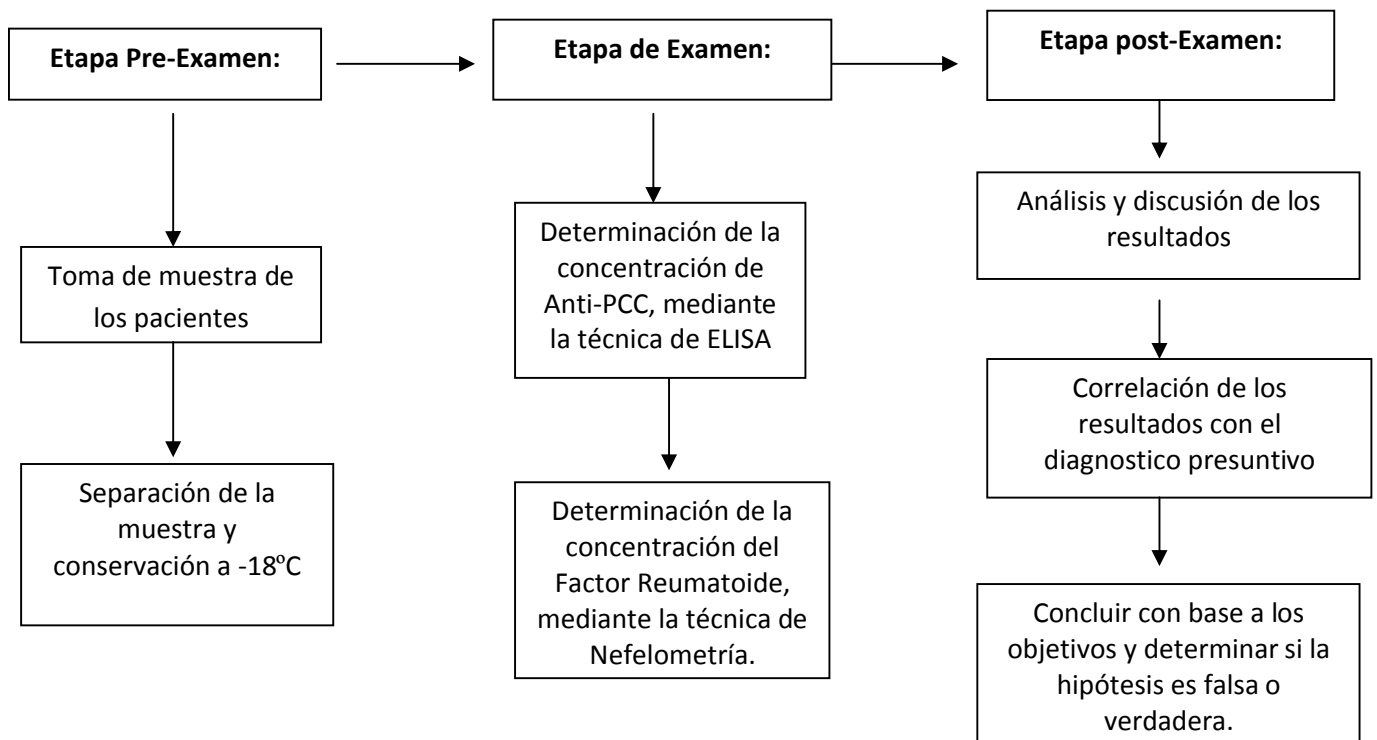 Etapa Pre-Examen:
Toma de muestra de
los pacientes
Separación de la
muestra y
conservación a -18ºC
Etapa de Examen:
Determinación de la
concentración de
Anti-PCC, mediante
la técnica de ELISA
Determinación de la
concentración del
Factor Reumatoide,
mediante la técnica de
Nefelometría.
Etapa post-Examen:
Análisis y discusión de los
resultados
Correlación de los
resultados con el
diagnostico presuntivo
Concluir con base a los
objetivos y determinar si la
hipótesis es falsa o
verdadera.